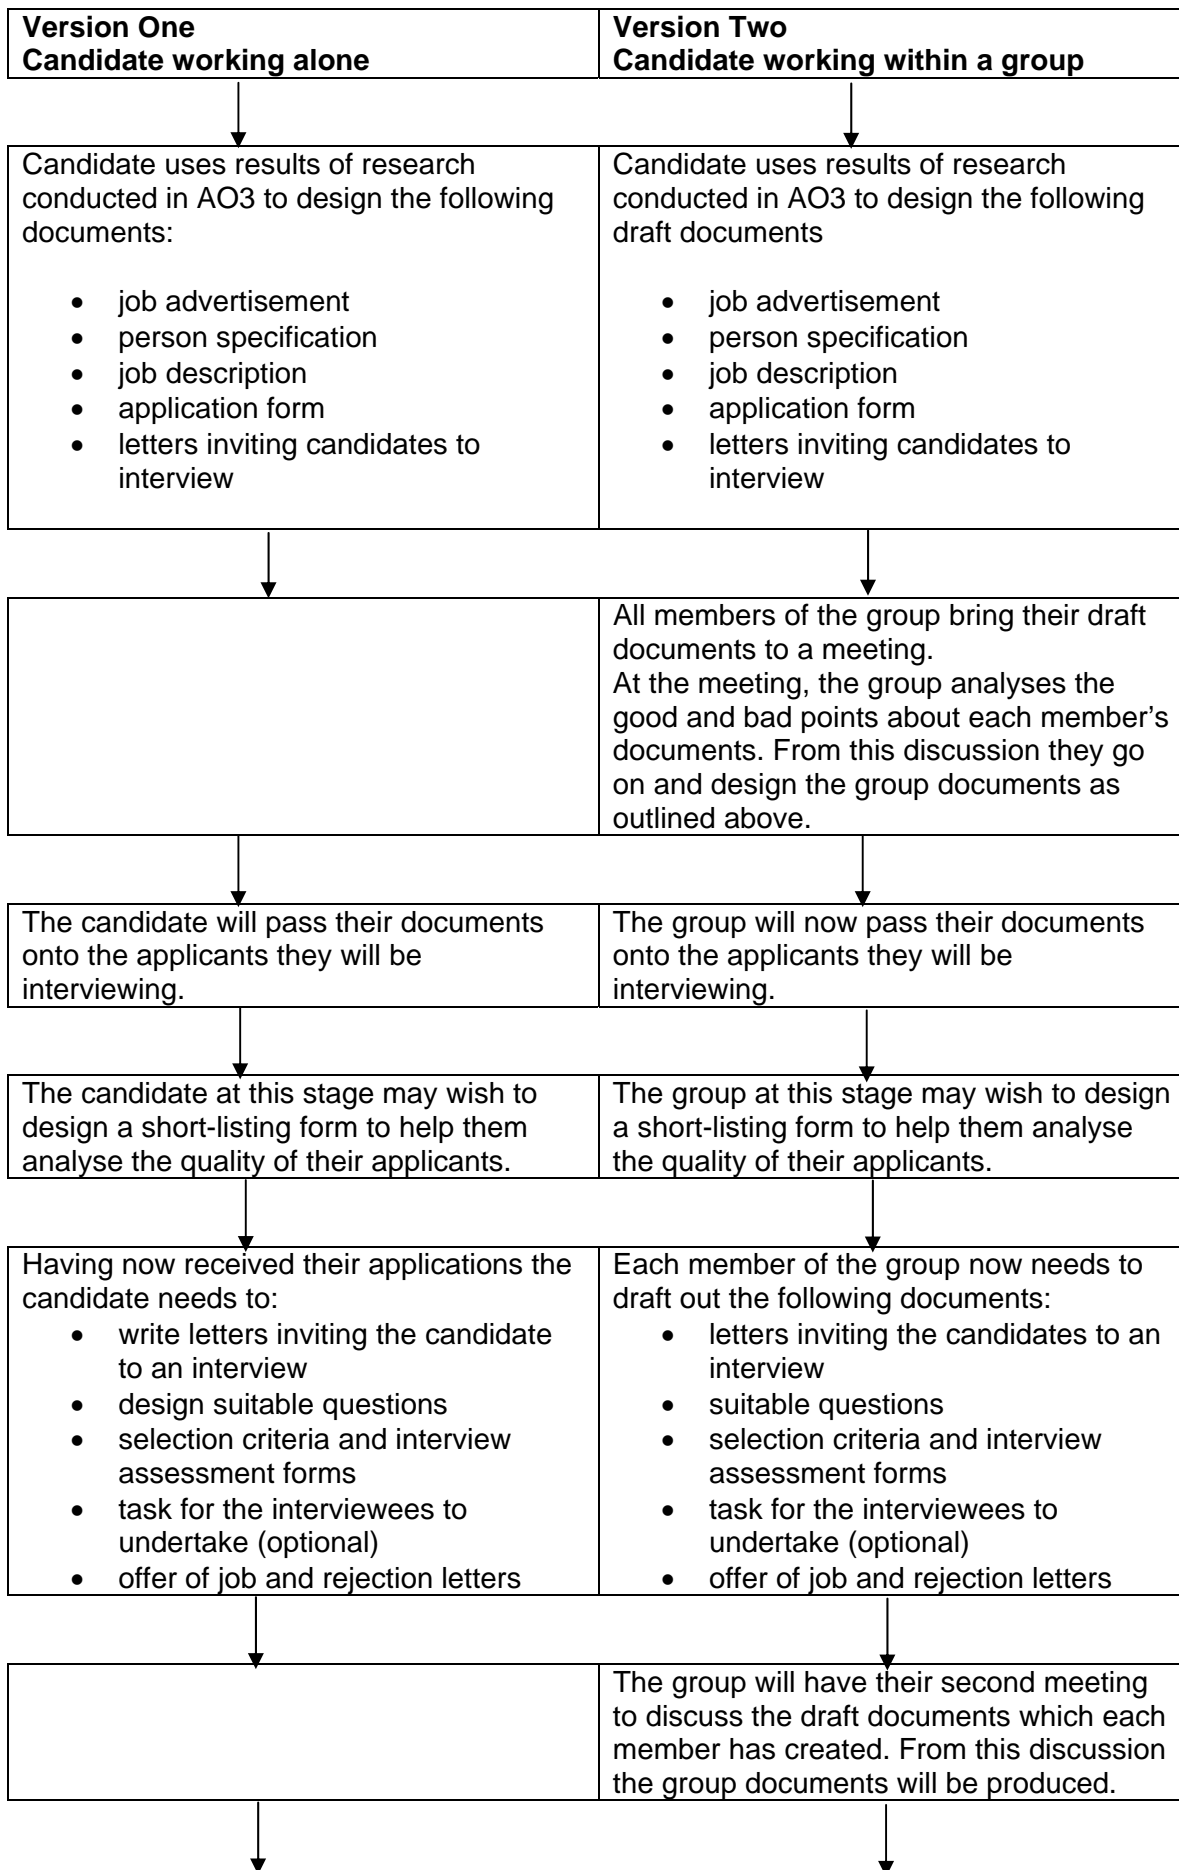 Version One
Candidate working alone
Version Two
Candidate working within a group
Candidate uses results of research
conducted in AO3 to design the following
documents:
• job advertisement
• person specification
• job description
• application form
• letters inviting candidates to
interview
Candidate uses results of research
conducted in AO3 to design the following
draft documents
• job advertisement
• person specification
• job description
• application form
• letters inviting candidates to
interview
All members of the group bring their draft
documents to a meeting.
At the meeting, the group analyses the
good and bad points about each member’s
documents. From this discussion they go
on and design the group documents as
outlined above.
The candidate will pass their documents
onto the applicants they will be
interviewing.
The group will now pass their documents
onto the applicants they will be
interviewing.
The candidate at this stage may wish to
design a short-listing form to help them
analyse the quality of their applicants.
The group at this stage may wish to design
a short-listing form to help them analyse
the quality of their applicants.
Having now received their applications the
candidate needs to:
• write letters inviting the candidate
to an interview
• design suitable questions
• selection criteria and interview
assessment forms
• task for the interviewees to
undertake (optional)
• offer of job and rejection letters
Each member of the group now needs to
draft out the following documents:
• letters inviting the candidates to an
interview
• suitable questions
• selection criteria and interview
assessment forms
• task for the interviewees to
undertake (optional)
• offer of job and rejection letters
The group will have their second meeting
to discuss the draft documents which each
member has created. From this discussion
the group documents will be produced.